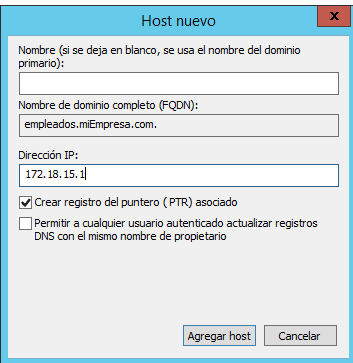 Host nuevo
x
Nombre (si se deja en blanco, se usa el nombre del dominio
primario):
Nombre de dominio completo (FQDN):
empleados.miEmpresa.com.
Dirección IP:
172.18.15.1
Crear registro del puntero (PTR) asociado
Permitir a cualquier usuario autenticado actualizar registros
DNS con el mismo nombre de propietario
Agregar host
Cancelar